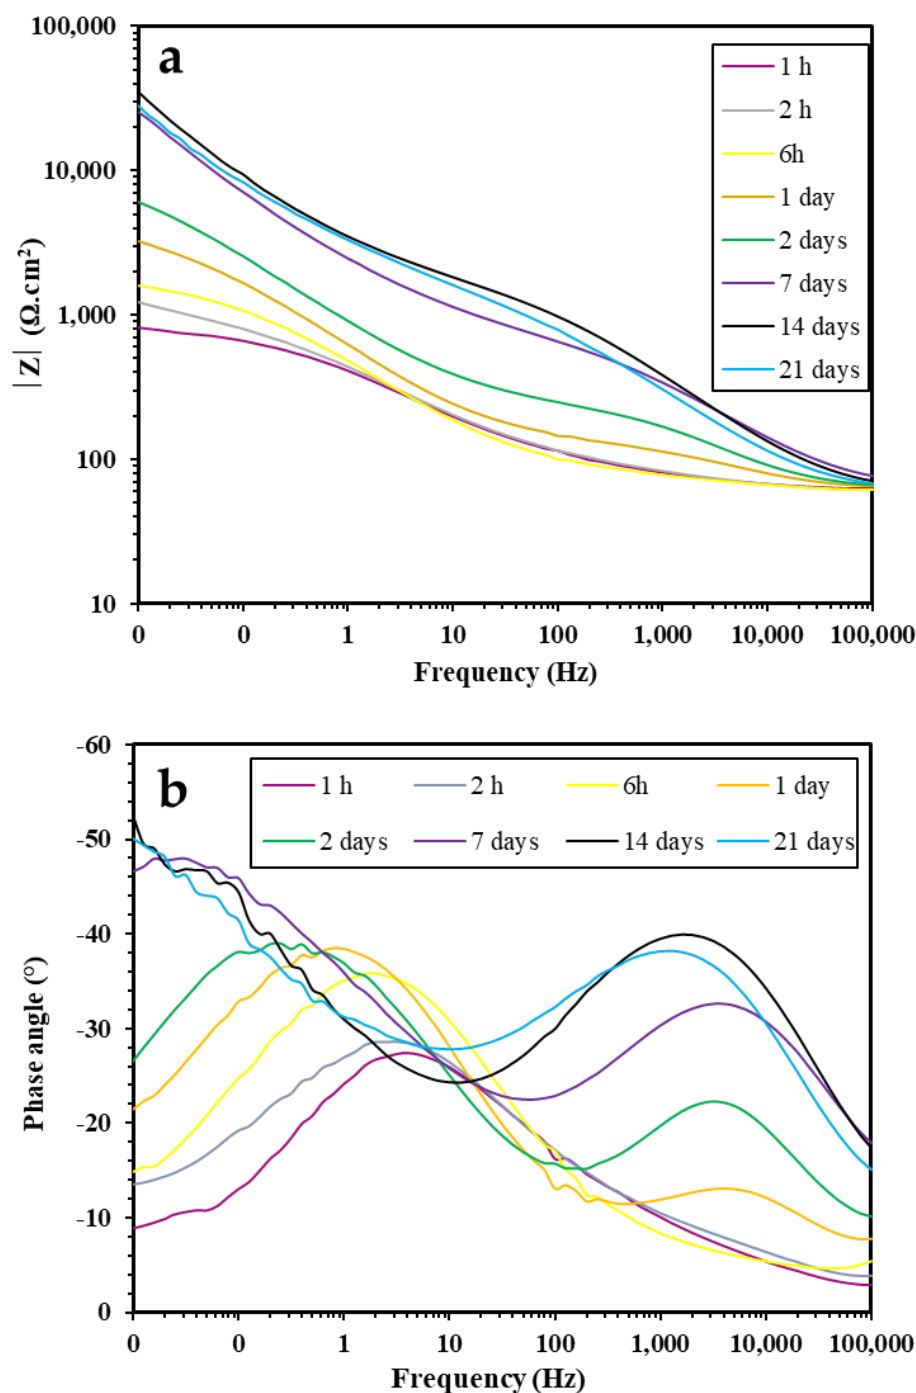 100,000
a
1 h
2 h
6h
1 day
2 days
7 days
14 days
21 days
10,000
1,000
100
10
|Z| (Ω.cm²)
0 0 1 10 100 1,000 10,000 100,000
Frequency (Hz)
-60
b
1 h 2 h 6h 1 day
2 days 7 days 14 days 21 days
-50
-40
-30
-20
-10
0
Phase angle (°)
0 0 1 10 100 1,000 10,000 100,000
Frequency (Hz)